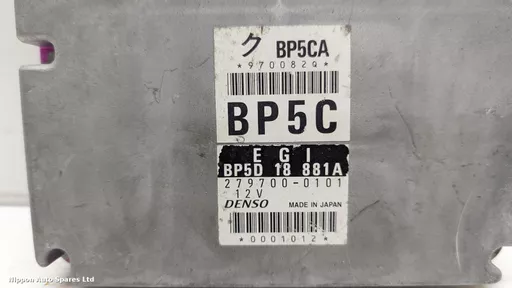 ク BP5CA
*970082Q*
BP5C
EGI
BP5D 18 881A
279700-0101
12V
DENSO MADE IN JAPAN
*0001012*
Nippon Auto Spares Ltd